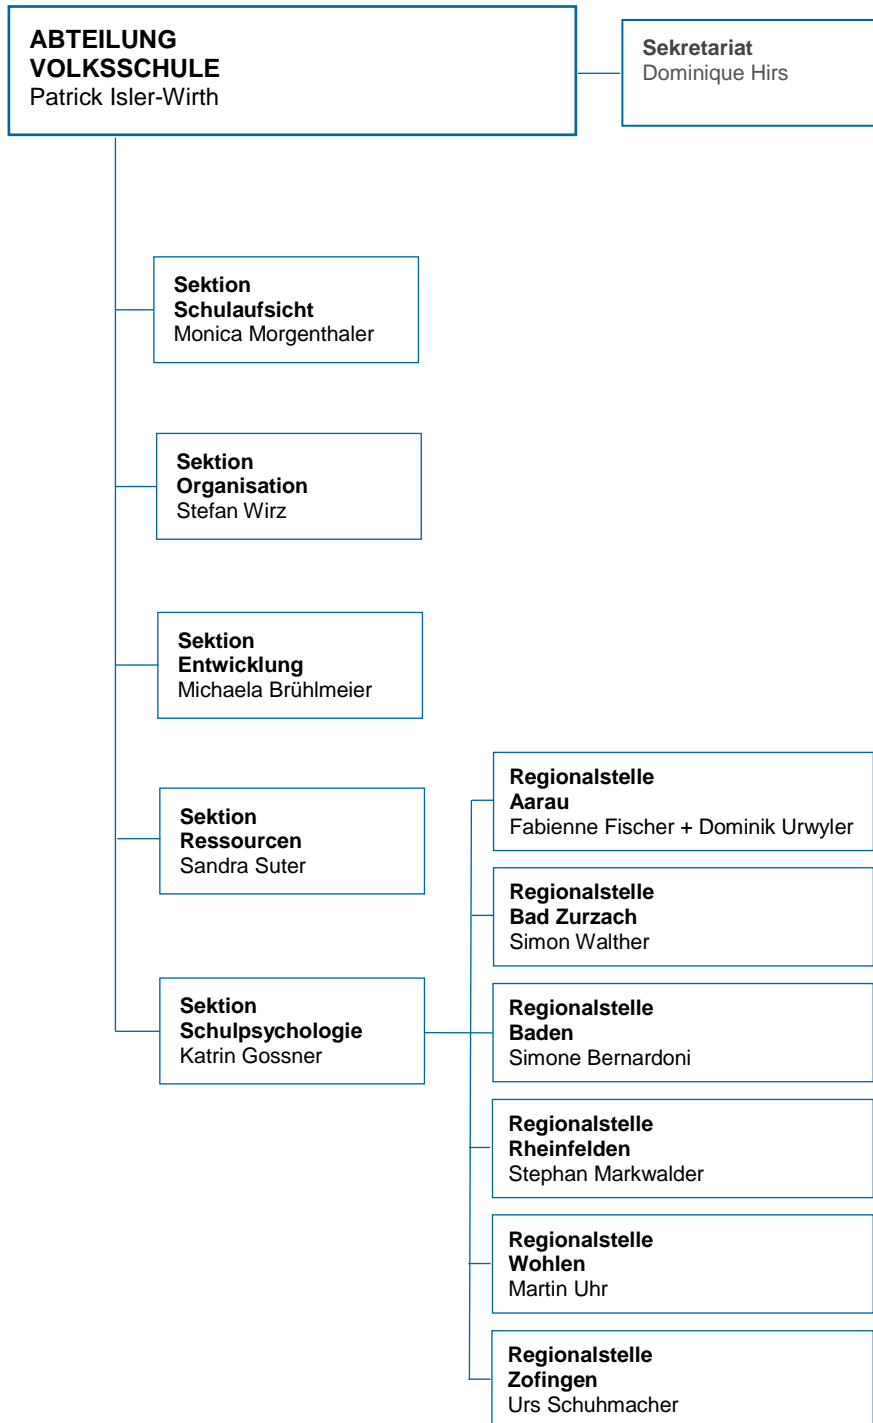 ABTEILUNG
VOLKSSCHULE
Patrick Isler-Wirth
Sekretariat
Dominique Hirs
Sektion
Schulaufsicht
Monica Morgenthaler
Sektion
Organisation
Stefan Wirz
Sektion
Entwicklung
Michaela Brühlmeier
Sektion
Ressourcen
Sandra Suter
Sektion
Schulpsychologie
Katrin Gossner
Regionalstelle
Aarau
Fabienne Fischer + Dominik Urwyler
Regionalstelle
Bad Zurzach
Simon Walther
Regionalstelle
Baden
Simone Bernardoni
Regionalstelle
Rheinfelden
Stephan Markwalder
Regionalstelle
Wohlen
Martin Uhr
Regionalstelle
Zofingen
Urs Schuhmacher